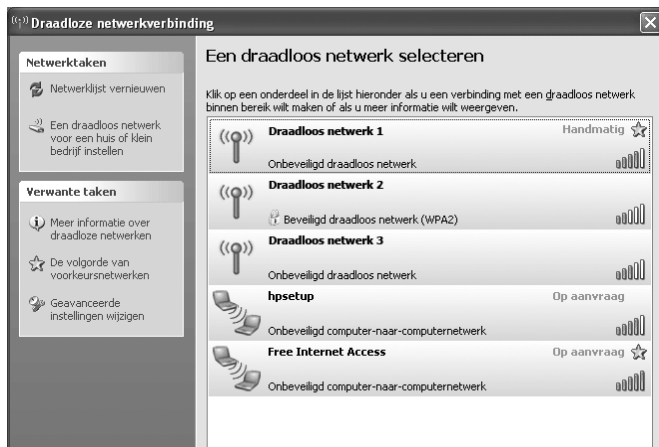 Draadloze netwerkverbinding
Netwerktaken
Netwerklijst vernieuwen
Een draadloos netwerk
voor een huis of klein
bedrijf instellen
Verwante taken
Meer informatie over
draadloze netwerken
De volgorde van
voorkeursnetwerken
Geavanceerde
instellingen wijzigen
Een draadloos netwerk selecteren
Klik op een onderdeel in de lijst hieronder als u een verbinding met een draadloos netwerk
binnen bereik wilt maken of als u meer informatie wilt weergeven.
Draadloos netwerk 1 Handmatig
Onbeveiligd draadloos netwerk
Draadloos netwerk 2
Beveiligd draadloos netwerk (WPA2)
Draadloos netwerk 3
Onbeveiligd draadloos netwerk
hpsetup Op aanvraag
Onbeveiligd computer-naar-computernetwerk
Free Internet Access Op aanvraag
Onbeveiligd computer-naar-computernetwerk